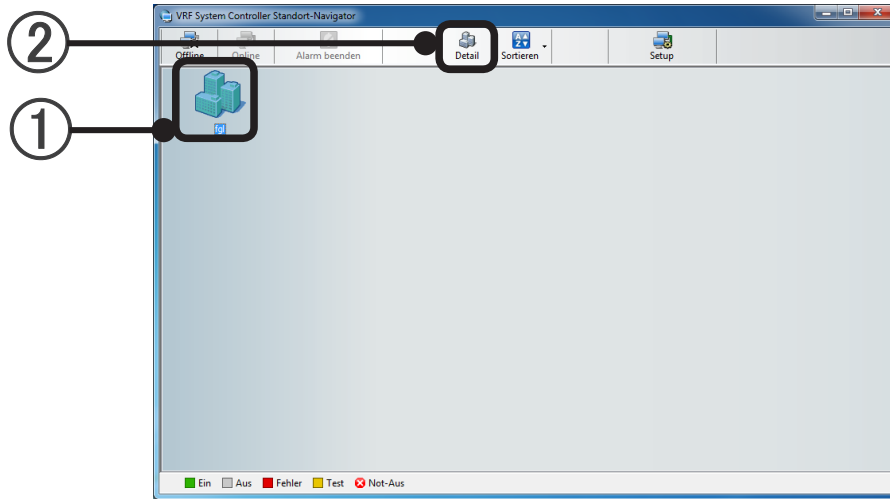 VRF System Controller Standort-Navigator
2
Offline Online Alarm beenden Detail Sortieren Setup
1
fgl
Ein Aus Fehler Test Not-Aus